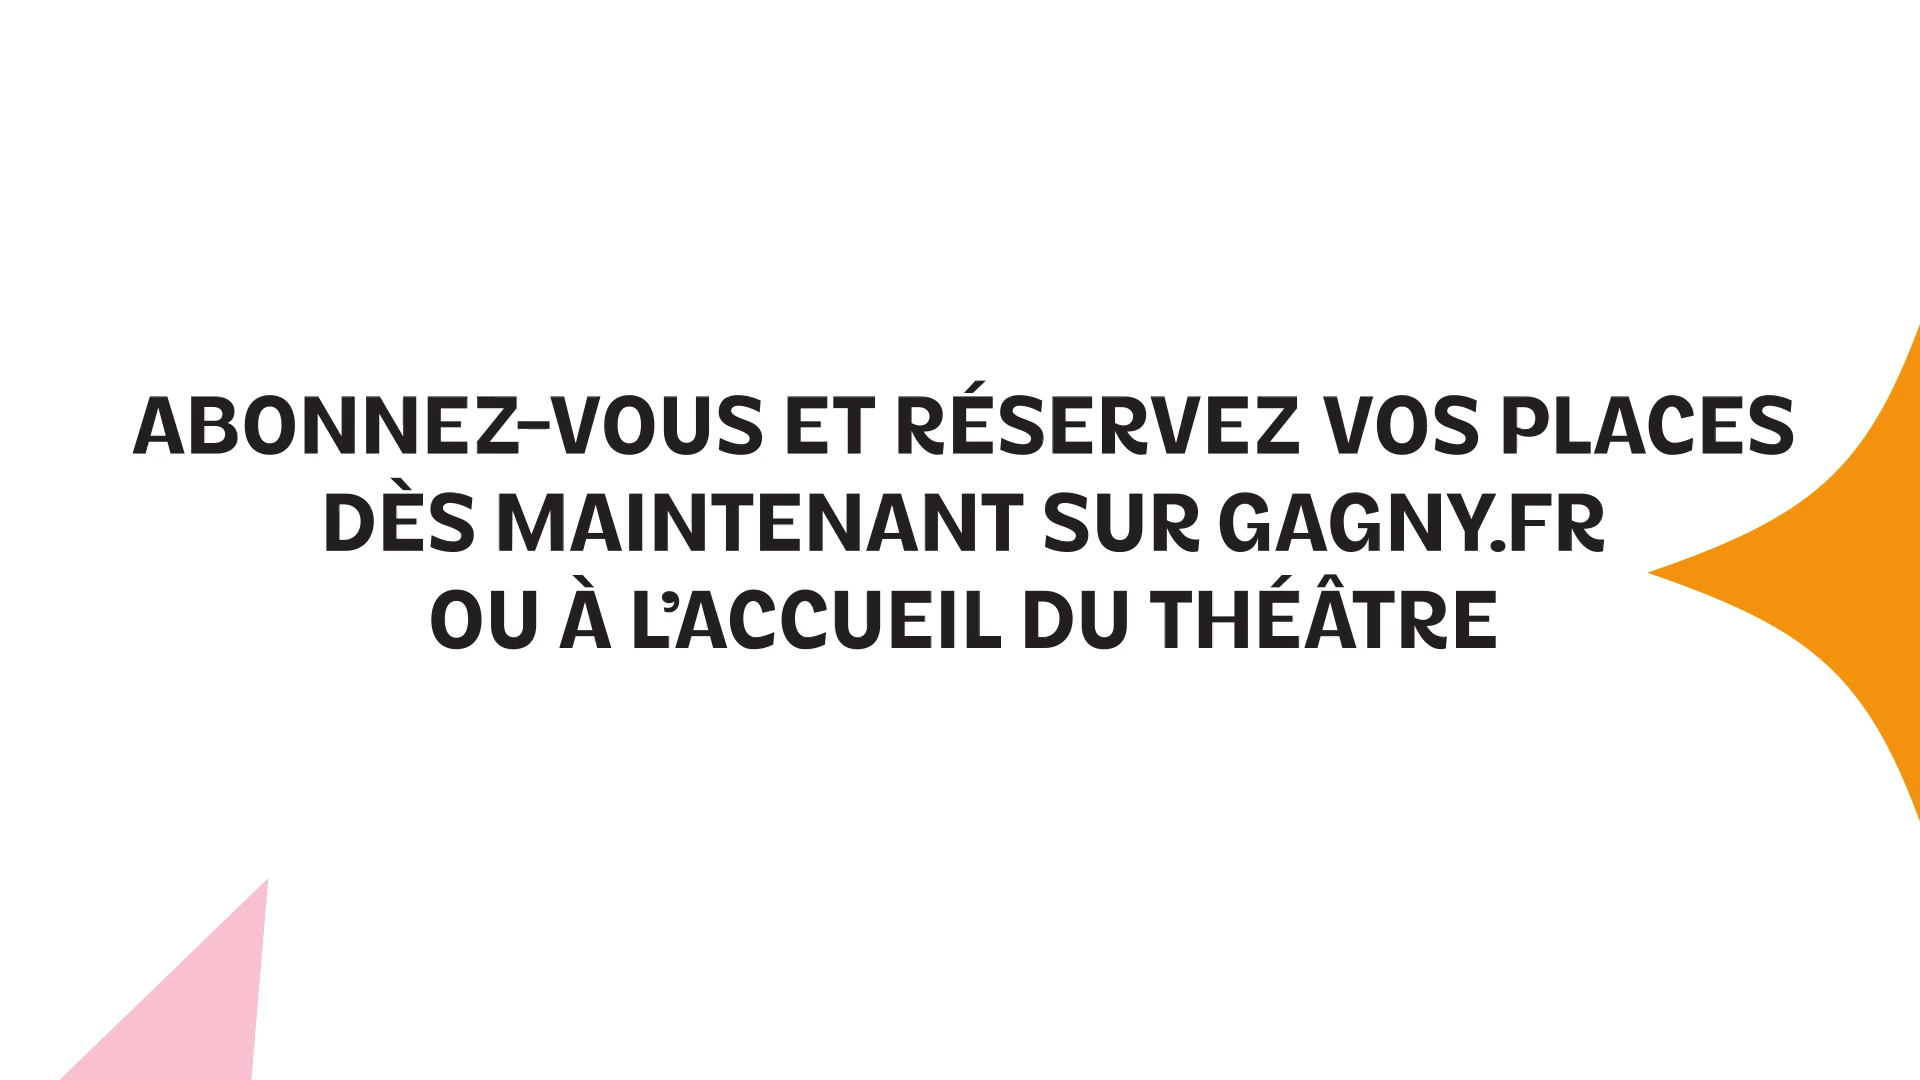 ABONNEZ-VOUS ET RÉSERVEZ VOS PLACES
DÈS MAINTENANT SUR GAGNY.FR
OU À L’ACCUEIL DU THÉÂTRE